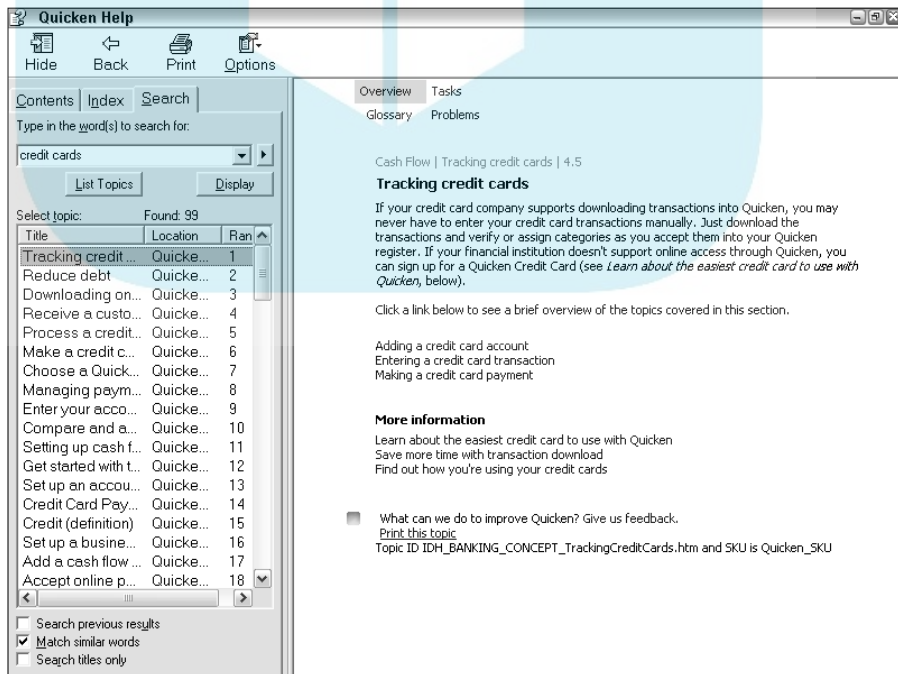 Quicken Help
Hide Back Print Options
Contents Index Search
Type in the word(s) to search for:
credit cards
List Topics Display
Select topic: Found: 99
Title Location Ran
Tracking credit ... Quicke... 1
Reduce debt Quicke... 2
Downloading on... Quicke... 3
Receive a custo... Quicke... 4
Process a credit... Quicke... 5
Make a credit c... Quicke... 6
Choose a Quick... Quicke... 7
Managing paym... Quicke... 8
Enter your acco... Quicke... 9
Compare and a... Quicke... 10
Setting up cash f... Quicke... 11
Get started with t... Quicke... 12
Set up an accou... Quicke... 13
Credit Card Pay... Quicke... 14
Credit (definition) Quicke... 15
Set up a busine... Quicke... 16
Add a cash flow ... Quicke... 17
Accept online p... Quicke... 18
Search previous results
Match similar words
Search titles only
Overview Tasks
Glossary Problems
Cash Flow | Tracking credit cards | 4.5
Tracking credit cards
If your credit card company supports downloading transactions into Quicken, you may
never have to enter your credit card transactions manually. Just download the
transactions and verify or assign categories as you accept them into your Quicken
register. If your financial institution doesn't support online access through Quicken, you
can sign up for a Quicken Credit Card (see Learn about the easiest credit card to use with
Quicken, below).
Click a link below to see a brief overview of the topics covered in this section.
Adding a credit card account
Entering a credit card transaction
Making a credit card payment
More information
Learn about the easiest credit card to use with Quicken
Save more time with transaction download
Find out how you're using your credit cards
What can we do to improve Quicken? Give us feedback.
Print this topic
Topic ID IDH_BANKING_CONCEPT_TrackingCreditCards.htm and SKU is Quicken_SKU